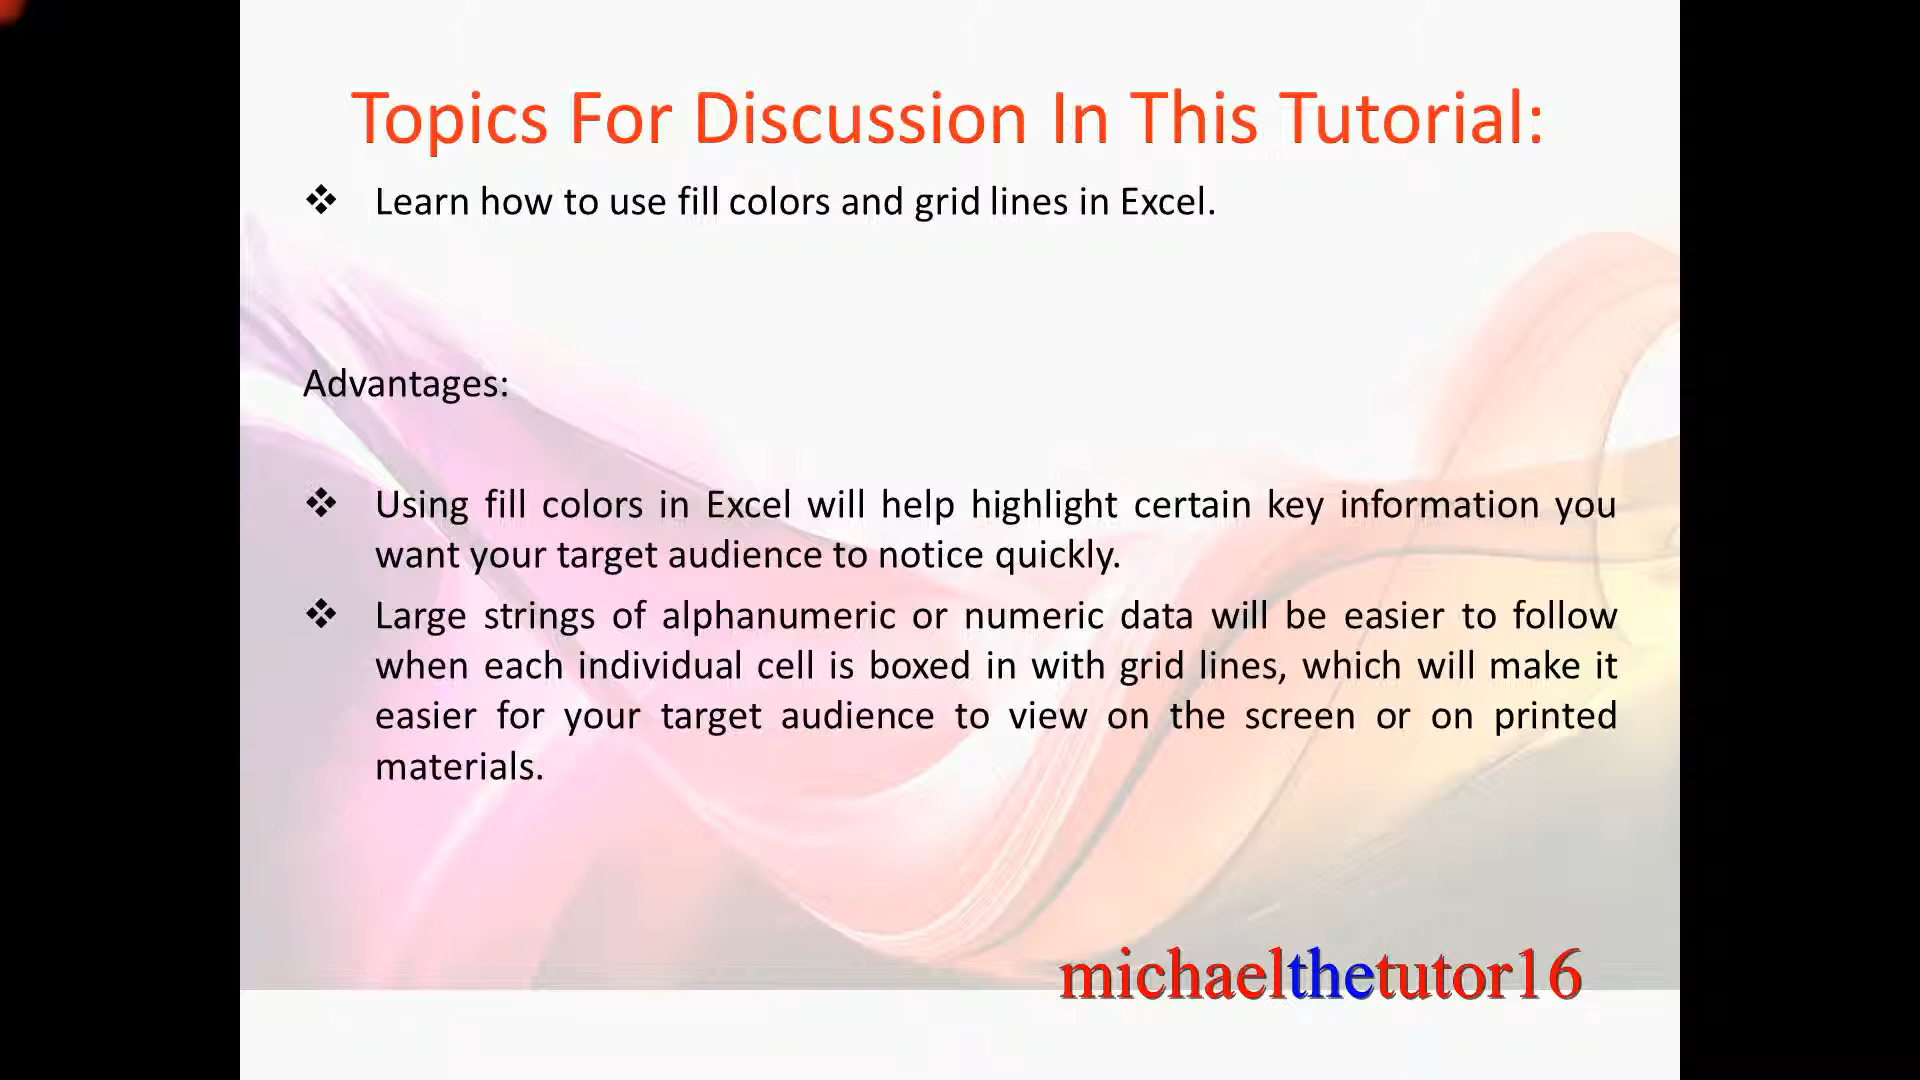 Topics For Discussion In This Tutorial:
❖ Learn how to use fill colors and grid lines in Excel.
Advantages:
❖ Using fill colors in Excel will help highlight certain key information you
want your target audience to notice quickly.
❖ Large strings of alphanumeric or numeric data will be easier to follow
when each individual cell is boxed in with grid lines, which will make it
easier for your target audience to view on the screen or on printed
materials.
michaelthetutor16